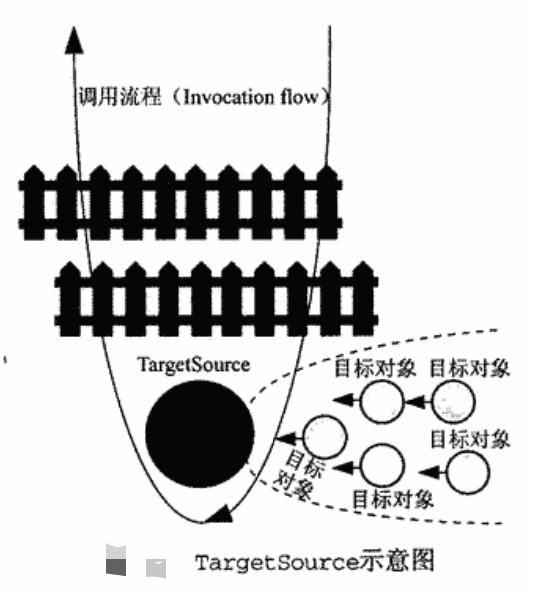 调用流程（Invocation flow）
TargetSource
目标对象 目标对象
目标对象
目标
对象
目标对象
TargetSource示意图